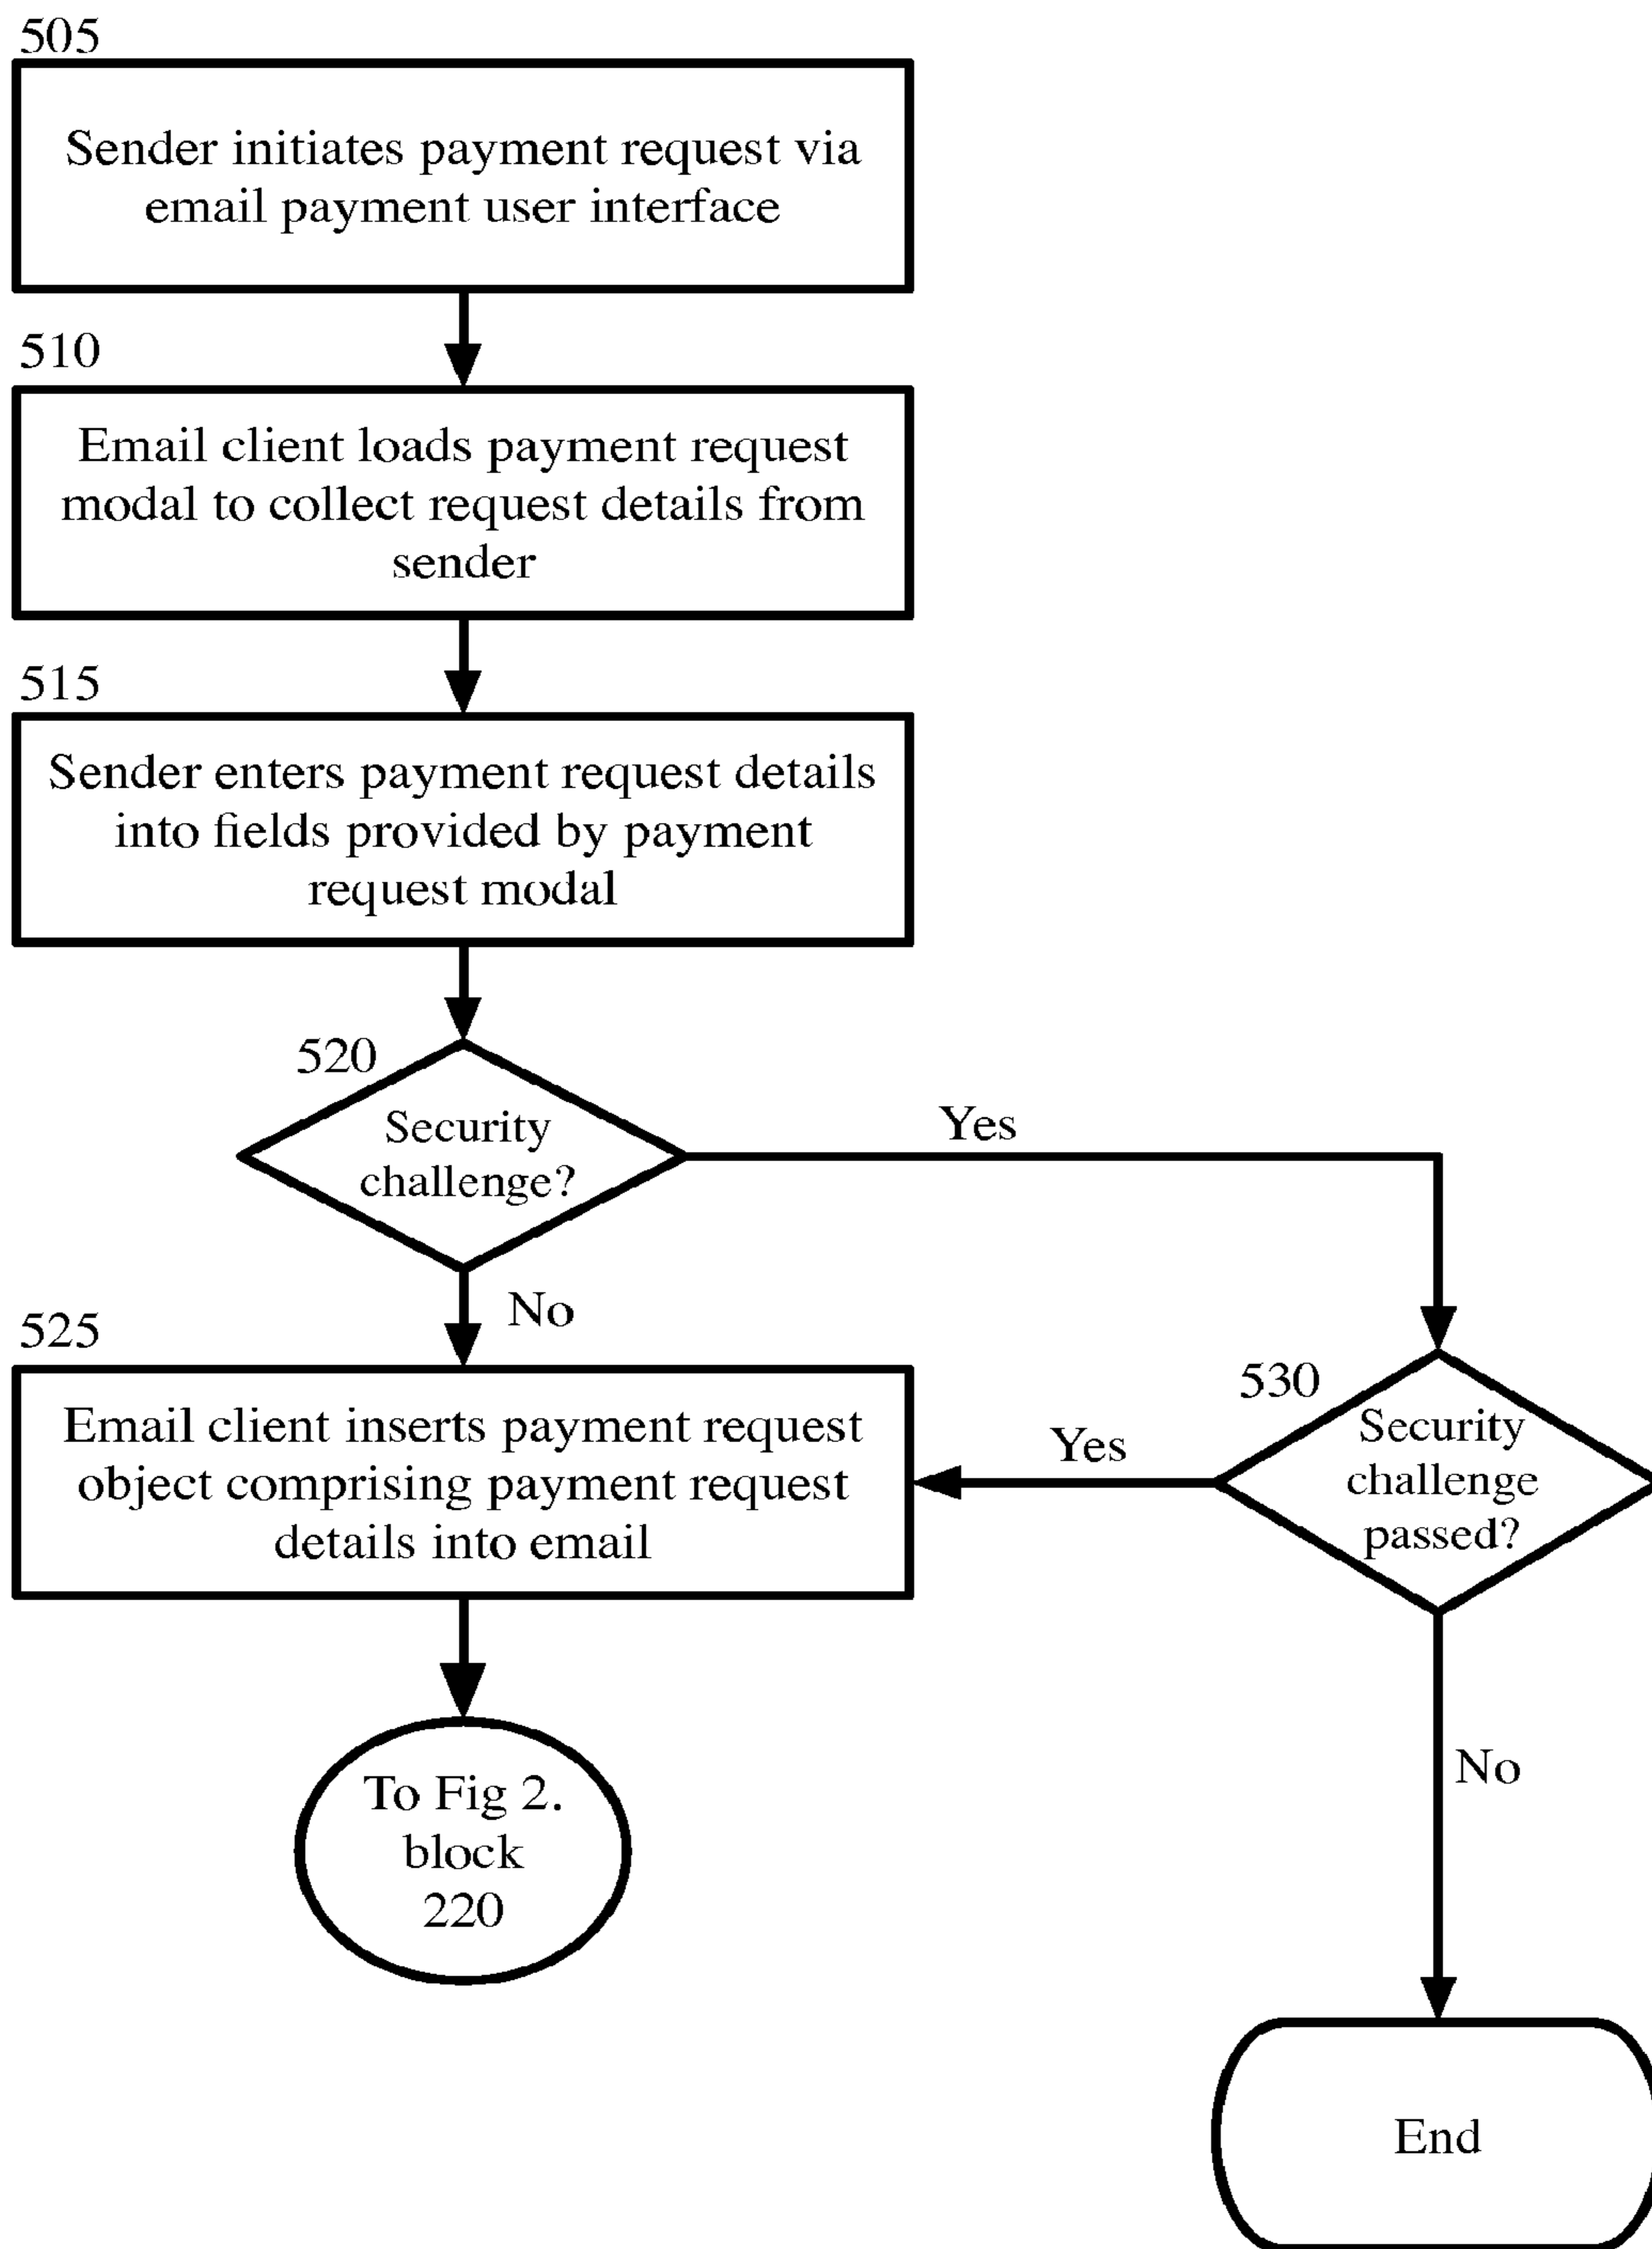 505
Sender initiates payment request via
email payment user interface
510
Email client loads payment request
modal to collect request details from
sender
515
Sender enters payment request details
into fields provided by payment
request modal
520
Security
challenge?
Yes
No
525
Email client inserts payment request
object comprising payment request
details into email
Yes
530
Security
challenge
passed?
No
To Fig 2.
block
220
End